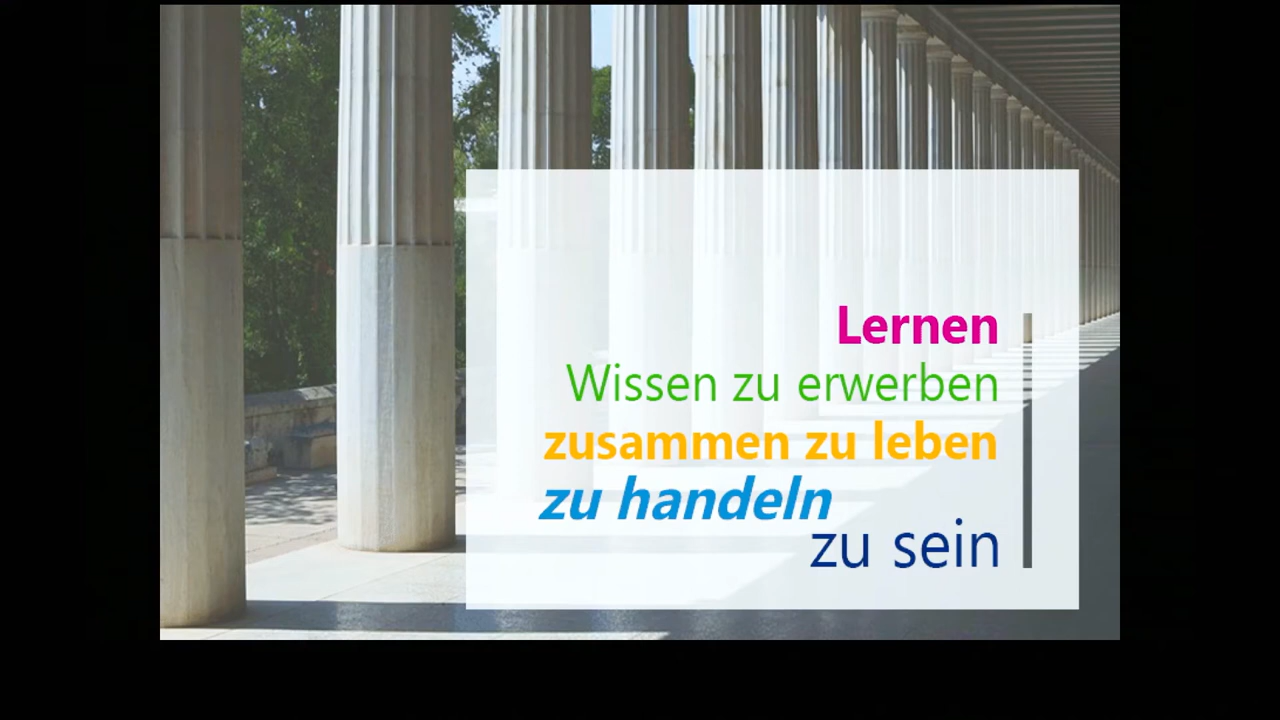 Lernen
Wissen zu erwerben
zusammen zu leben
zu handeln
zu sein